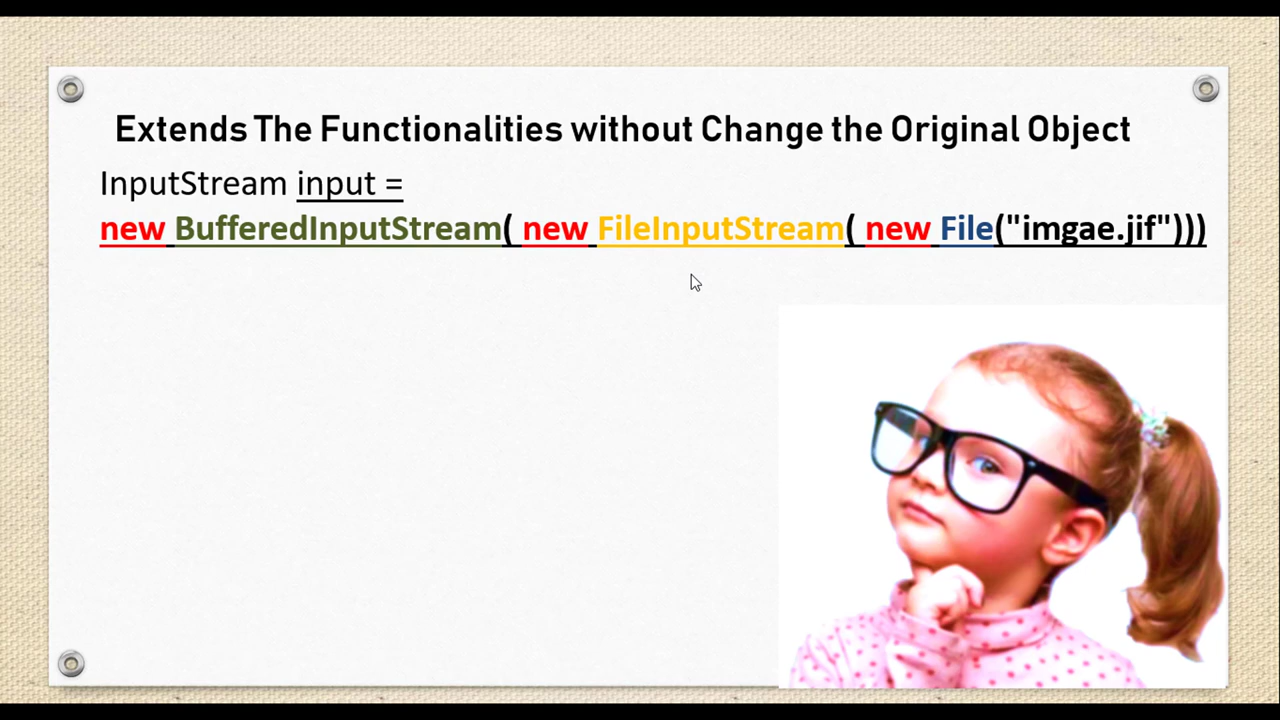 Extends The Functionalities without Change the Original Object
InputStream input =
new BufferedInputStream( new FileInputStream( new File("imgae.jif")))